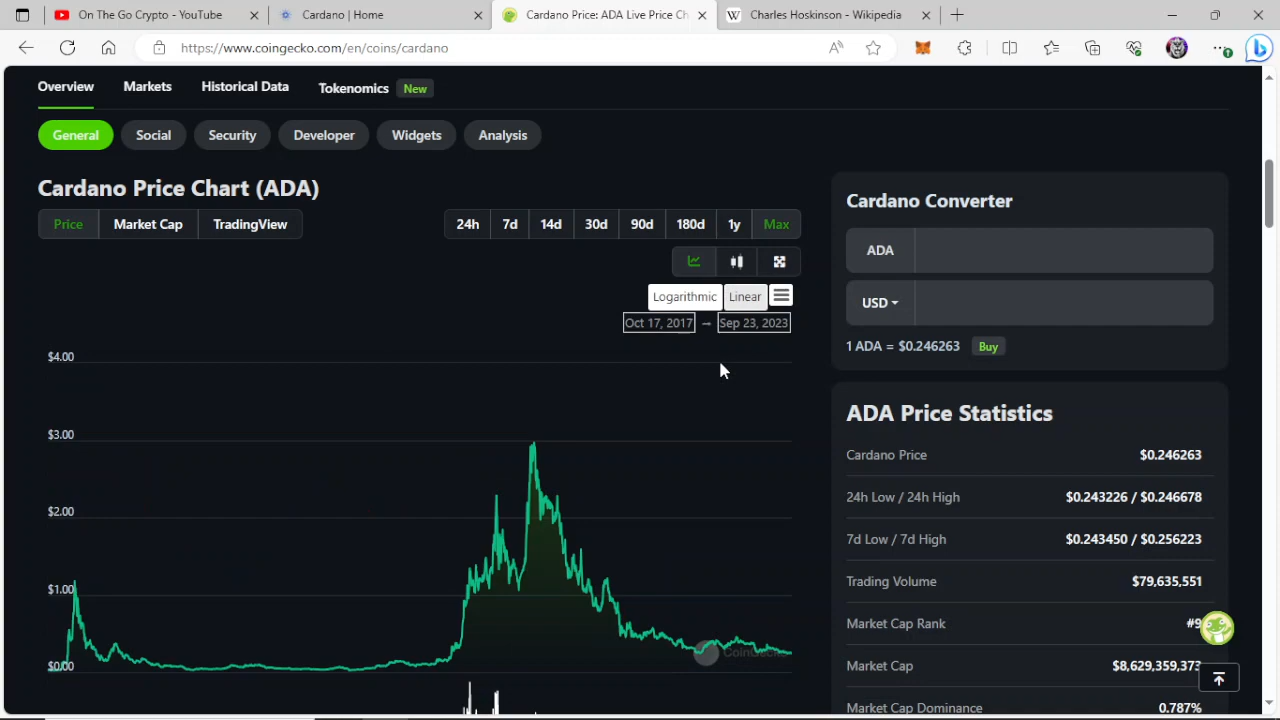 On The Go Crypto - YouTube
Cardano | Home
Cardano Price: ADA Live Price Ch
Charles Hoskinson - Wikipedia
https://www.coingecko.com/en/coins/cardano
Overview Markets Historical Data Tokenomics New
General Social Security Developer Widgets Analysis
Cardano Price Chart (ADA)
Price Market Cap TradingView
24h 7d 14d 30d 90d 180d 1y Max
Logarithmic Linear
Oct 17, 2017 → Sep 23, 2023
$4.00
$3.00
$2.00
$1.00
$0.00
CoinGecko
Cardano Converter
ADA
USD
1 ADA = $0.246263 Buy
ADA Price Statistics
Cardano Price $0.246263
24h Low / 24h High $0.243226 / $0.246678
7d Low / 7d High $0.243450 / $0.256223
Trading Volume $79,635,551
Market Cap Rank #9
Market Cap $8,629,359,373
Market Cap Dominance 0.787%